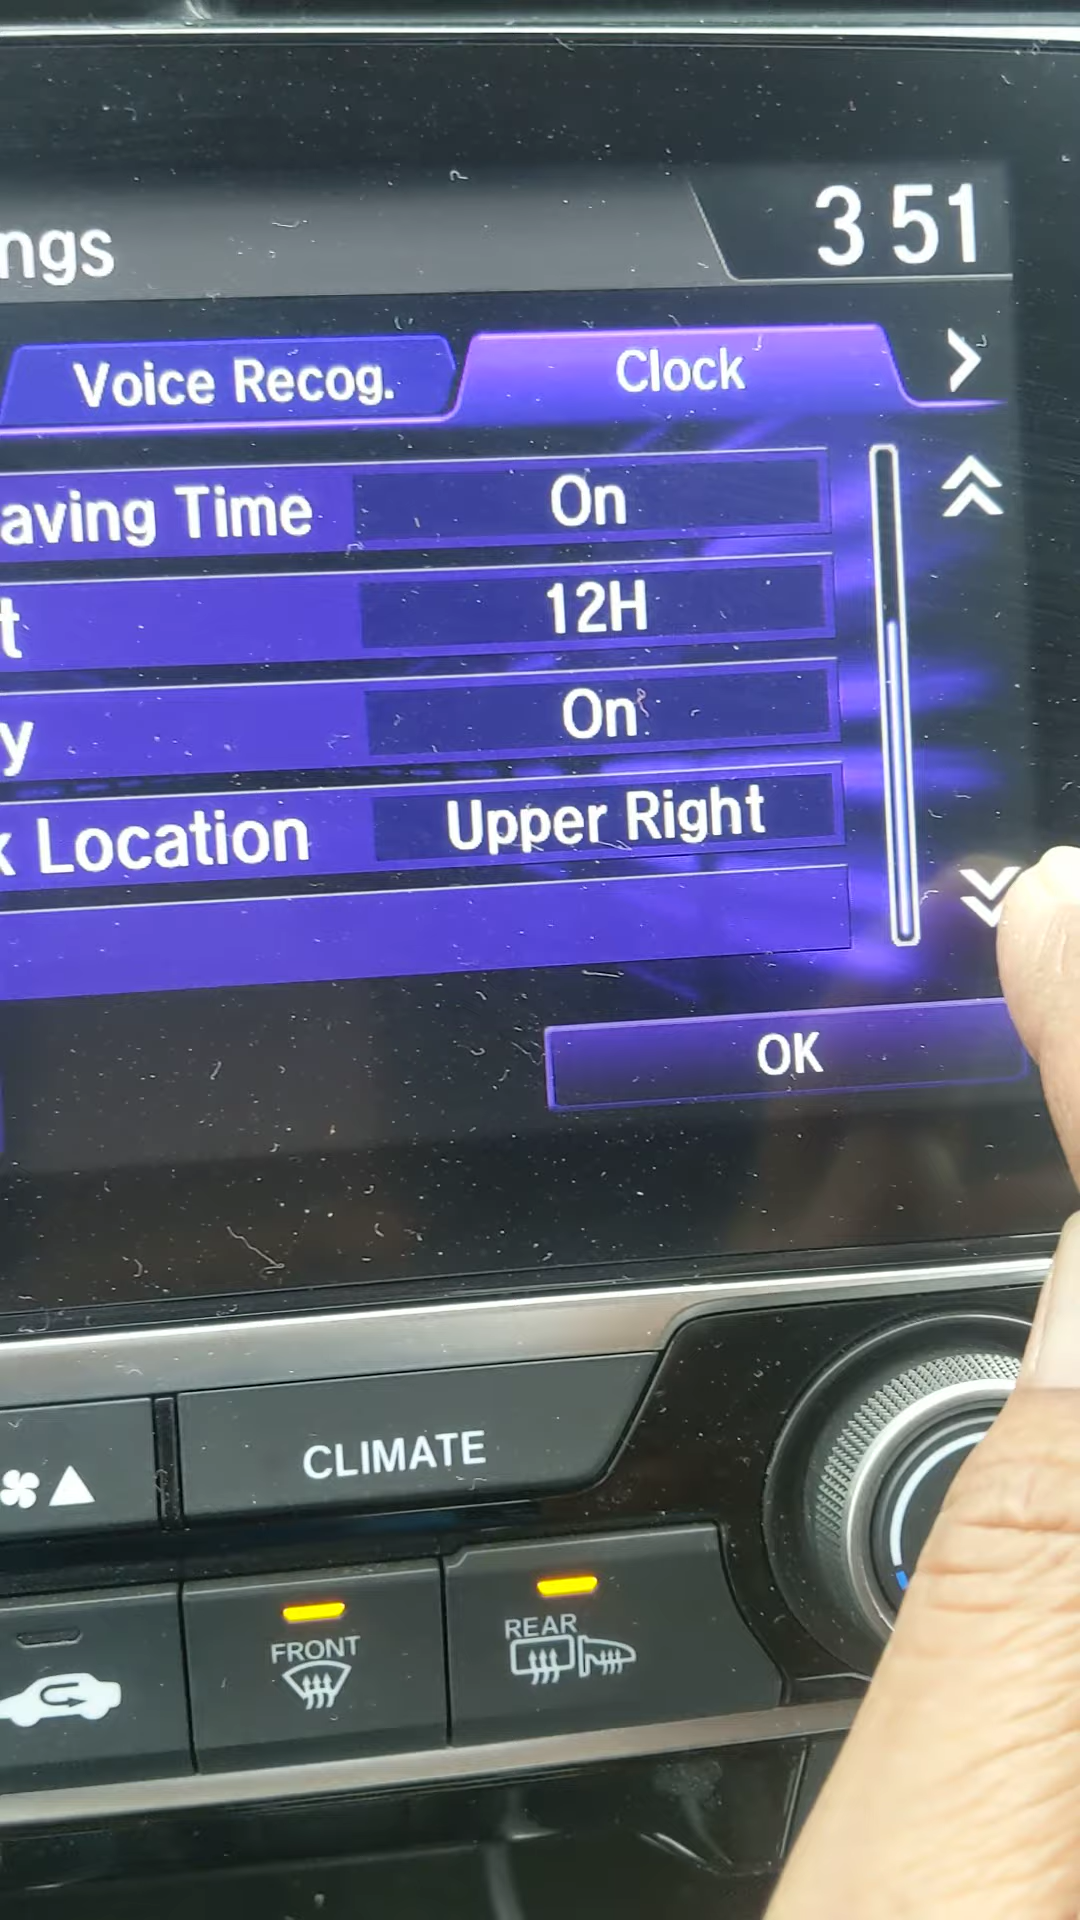 ngs
3 51
Voice Recog.
Clock
aving Time
On
t
12H
y
On
k Location
Upper Right
OK
CLIMATE
FRONT
REAR